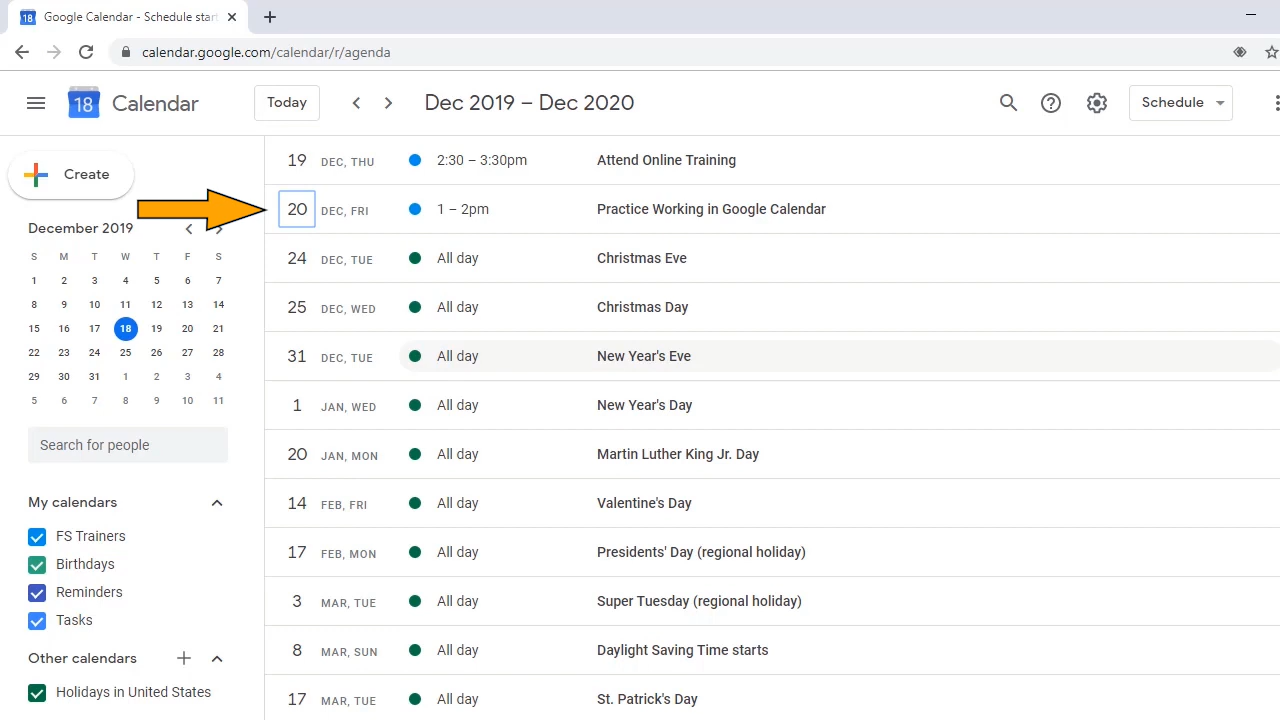 18 Google Calendar - Schedule start
calendar.google.com/calendar/r/agenda
18 Calendar Today Dec 2019 – Dec 2020 Schedule
Create
December 2019
S M T W T F S
1 2 3 4 5 6 7
8 9 10 11 12 13 14
15 16 17 18 19 20 21
22 23 24 25 26 27 28
29 30 31 1 2 3 4
5 6 7 8 9 10 11
Search for people
My calendars
FS Trainers
Birthdays
Reminders
Tasks
Other calendars
Holidays in United States
19 DEC, THU 2:30 – 3:30pm Attend Online Training
20 DEC, FRI 1 – 2pm Practice Working in Google Calendar
24 DEC, TUE All day Christmas Eve
25 DEC, WED All day Christmas Day
31 DEC, TUE All day New Year's Eve
1 JAN, WED All day New Year's Day
20 JAN, MON All day Martin Luther King Jr. Day
14 FEB, FRI All day Valentine's Day
17 FEB, MON All day Presidents' Day (regional holiday)
3 MAR, TUE All day Super Tuesday (regional holiday)
8 MAR, SUN All day Daylight Saving Time starts
17 MAR, TUE All day St. Patrick's Day